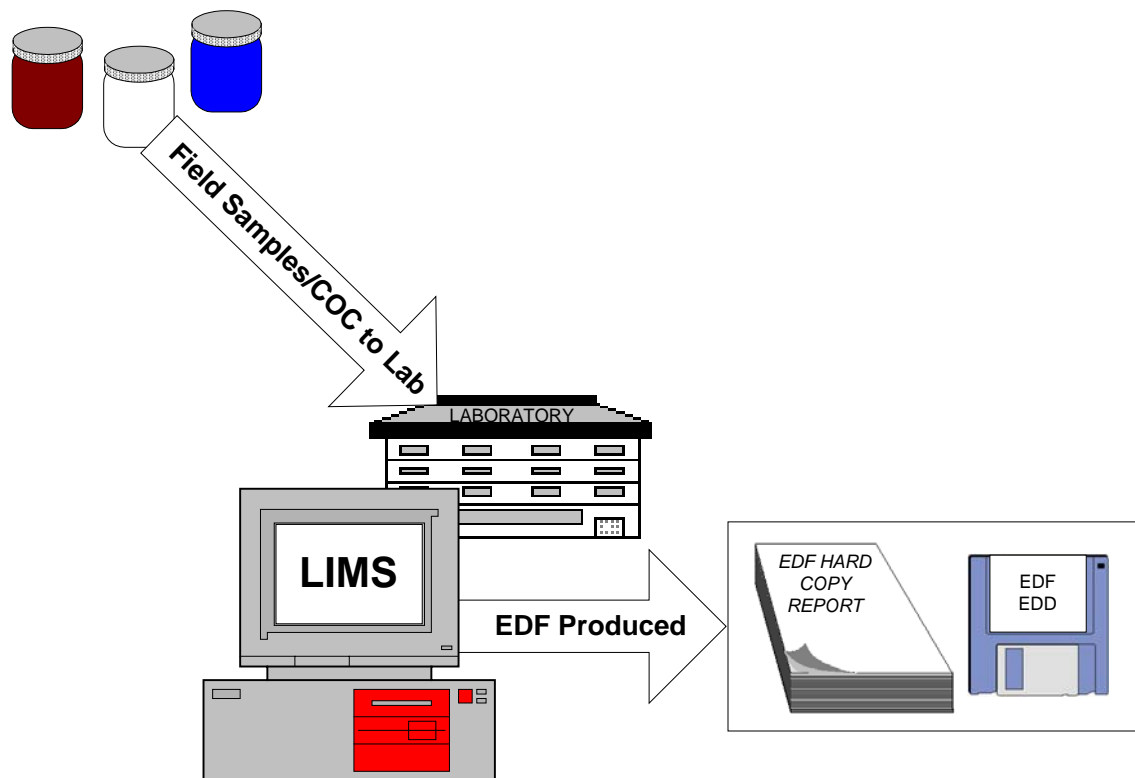 Field Samples/COC to Lab
LABORATORY
LIMS
EDF Produced
EDF HARD
COPY
REPORT
EDF
EDD